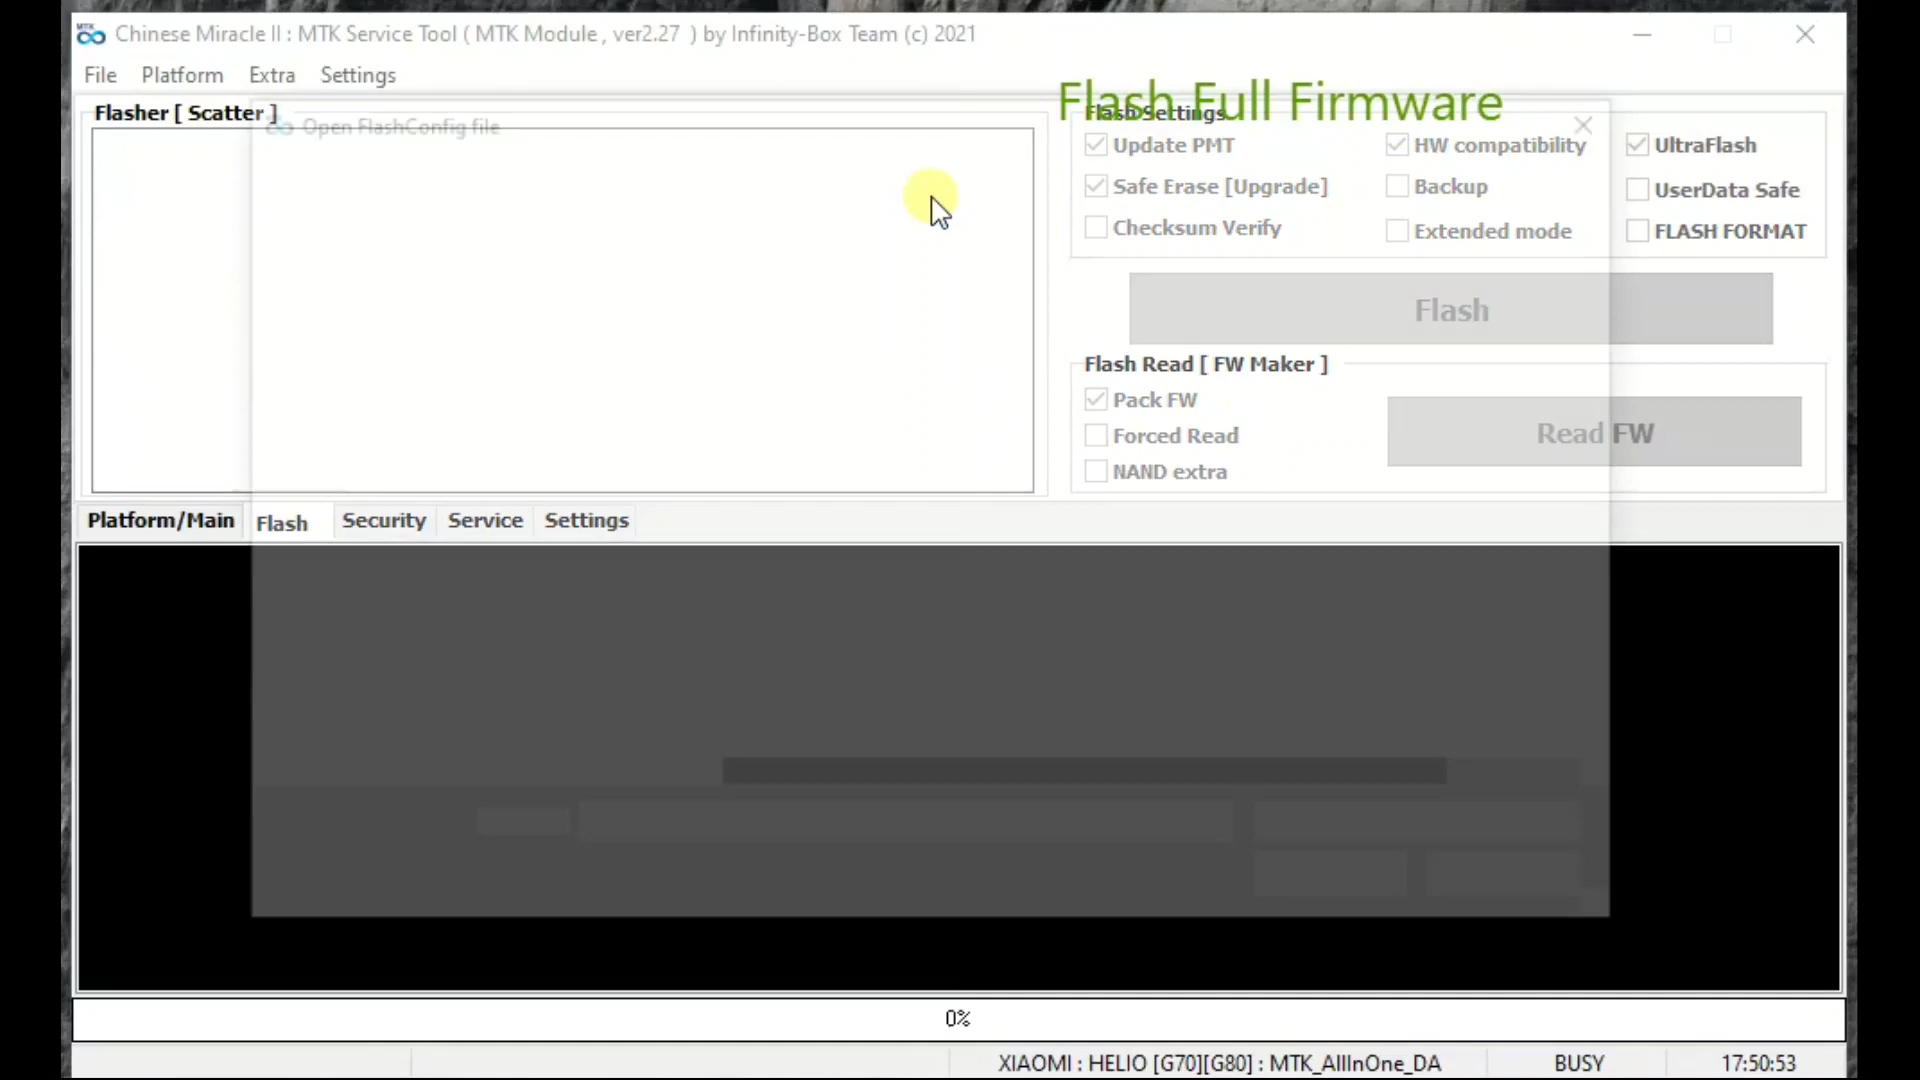 Chinese Miracle II : MTK Service Tool ( MTK Module , ver2.27 ) by Infinity-Box Team (c) 2021
File Platform Extra Settings
Flash Full Firmware
Flasher [ Scatter ]
Open FlashConfig file
Flash Settings
Update PMT
HW compatibility
UltraFlash
Safe Erase [Upgrade]
Backup
UserData Safe
Checksum Verify
Extended mode
FLASH FORMAT
Flash
Flash Read [ FW Maker ]
Pack FW
Forced Read
Read FW
NAND extra
Platform/Main Flash Security Service Settings
0%
XIAOMI : HELIO [G70][G80] : MTK_AllInOne_DA BUSY 17:50:53